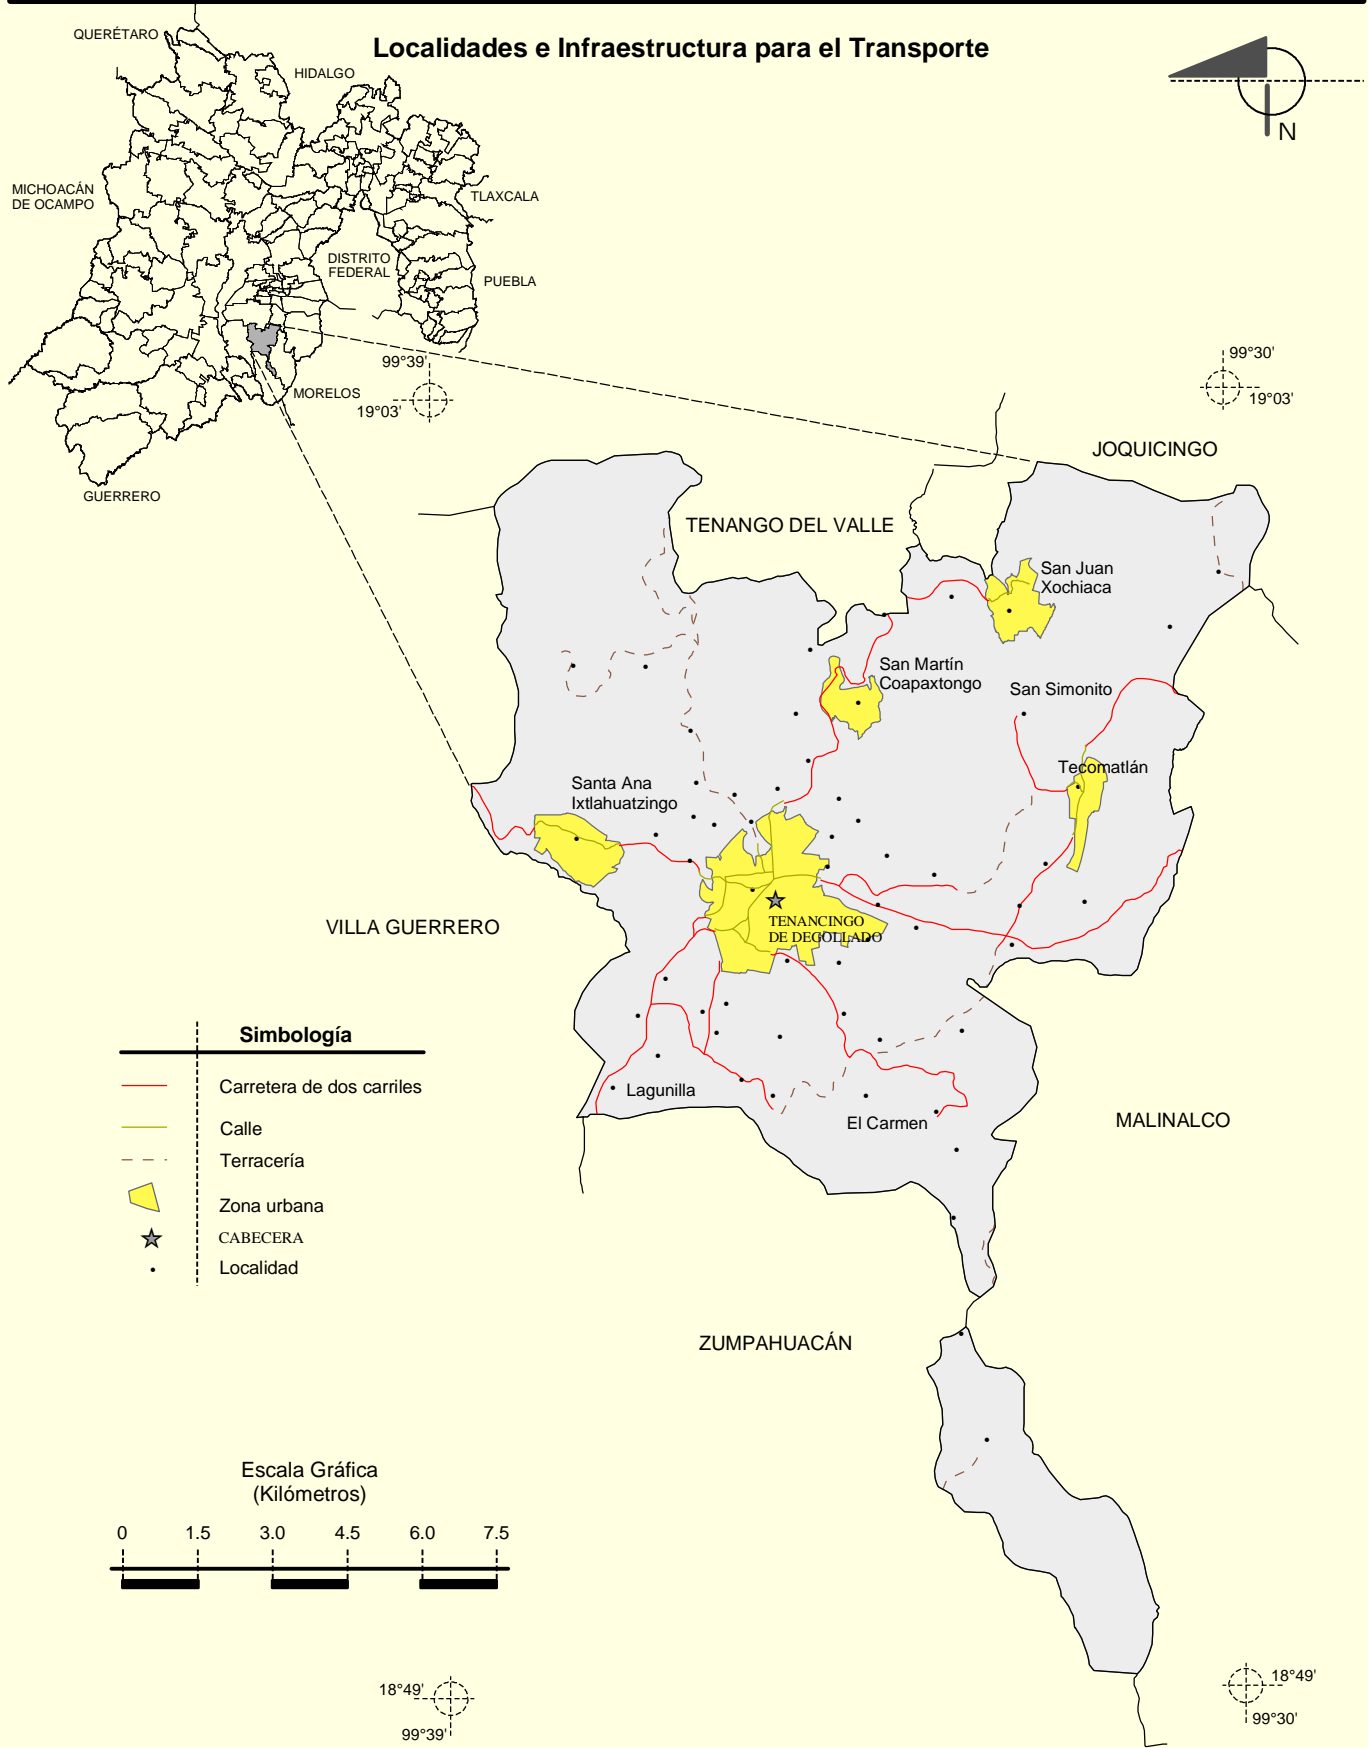 Localidades e Infraestructura para el Transporte
QUERÉTARO
HIDALGO
N
MICHOACÁN
DE OCAMPO
TLAXCALA
DISTRITO
FEDERAL
PUEBLA
MORELOS
GUERRERO
99°39'
19°03'
99°30'
19°03'
JOQUICINGO
TENANGO DEL VALLE
San Juan
Xochiaca
San Martín
Coapaxtongo
San Simonito
Tecomatlán
Santa Ana
Ixtlahuatzingo
TENANCINGO
DE DEGOLLADO
VILLA GUERRERO
Lagunilla
El Carmen
MALINALCO
ZUMPAHUACÁN
Simbología
Carretera de dos carriles
Calle
Terracería
Zona urbana
CABECERA
Localidad
Escala Gráfica
(Kilómetros)
0 1.5 3.0 4.5 6.0 7.5
18°49'
99°39'
18°49'
99°30'